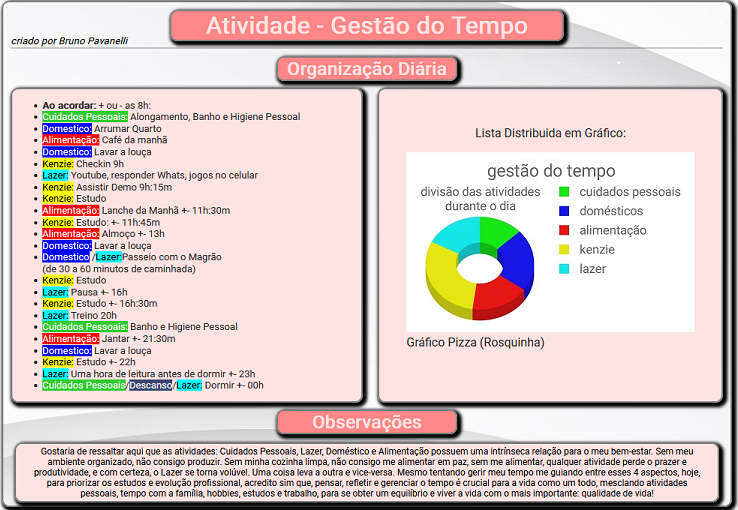 Atividade - Gestão do Tempo
criado por Bruno Pavanelli
Organização Diária
Ao acordar: + ou - as 8h:
Cuidados Pessoais: Alongamento, Banho e Higiene Pessoal
Domestico: Arrumar Quarto
Alimentação: Café da manhã
Domestico: Lavar a louça
Kenzie: Checkin 9h
Lazer: Youtube, responder Whats, jogos no celular
Kenzie: Assistir Demo 9h:15m
Kenzie: Estudo
Alimentação: Lanche da Manhã +- 11h:30m
Kenzie: Estudo: +- 11h:45m
Alimentação: Almoço +- 13h
Domestico: Lavar a louça
Domestico /Lazer:Passeio com o Magrão
(de 30 a 60 minutos de caminhada)
Kenzie: Estudo
Lazer: Pausa +- 16h
Kenzie: Estudo +- 16h:30m
Lazer: Treino 20h
Cuidados Pessoais: Banho e Higiene Pessoal
Alimentação: Jantar +- 21:30m
Domestico: Lavar a louça
Kenzie: Estudo +- 22h
Lazer: Uma hora de leitura antes de dormir +- 23h
Cuidados Pessoais/Descanso/Lazer: Dormir +- 00h
Lista Distribuida em Gráfico:
gestão do tempo
divisão das atividades
durante o dia
cuidados pessoais
domésticos
alimentação
kenzie
lazer
Gráfico Pizza (Rosquinha)
Observações
Gostaria de ressaltar aqui que as atividades: Cuidados Pessoais, Lazer, Doméstico e Alimentação possuem uma intrínseca relação para o meu bem-estar. Sem meu
ambiente organizado, não consigo produzir. Sem minha cozinha limpa, não consigo me alimentar em paz, sem me alimentar, qualquer atividade perde o prazer e
produtividade, e com certeza, o Lazer se torna volúvel. Uma coisa leva a outra e vice-versa. Mesmo tentando gerir meu tempo me guiando entre esses 4 aspectos, hoje,
para priorizar os estudos e evolução profissional, acredito sim que, pensar, refletir e gerenciar o tempo é crucial para a vida como um todo, mesclando atividades
pessoais, tempo com a família, hobbies, estudos e trabalho, para se obter um equilíbrio e viver a vida com o mais importante: qualidade de vida!